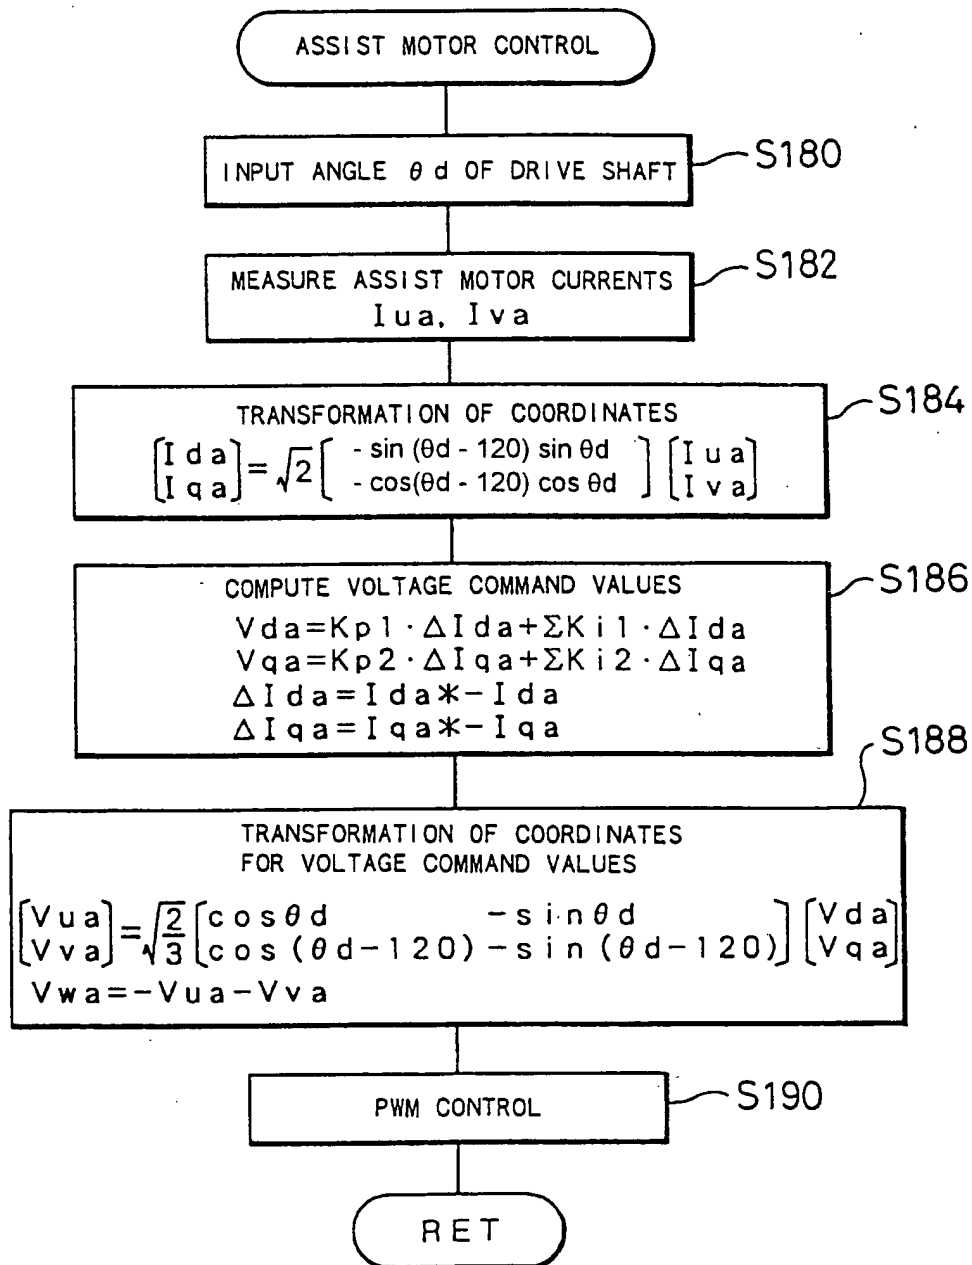 ASSIST MOTOR CONTROL
INPUT ANGLE θd OF DRIVE SHAFT
S180
MEASURE ASSIST MOTOR CURRENTS
Iua, Iva
S182
TRANSFORMATION OF COORDINATES
[Ida Iqa] = √2 [-sin (θd - 120) sin θd
-cos(θd - 120) cos θd] [Iua Iva]
S184
COMPUTE VOLTAGE COMMAND VALUES
Vda=Kp1·ΔIda+ΣKi1·ΔIda
Vqa=Kp2·ΔIqa+ΣKi2·ΔIqa
ΔIda=Ida*-Ida
ΔIqa=Iqa*-Iqa
S186
S188
TRANSFORMATION OF COORDINATES
FOR VOLTAGE COMMAND VALUES
[Vua Vva] = √2/3 [cosθd -sinθd
cos(θd-120) -sin(θd-120)] [Vda Vqa]
Vwa=-Vua-Vva
PWM CONTROL
S190
RET